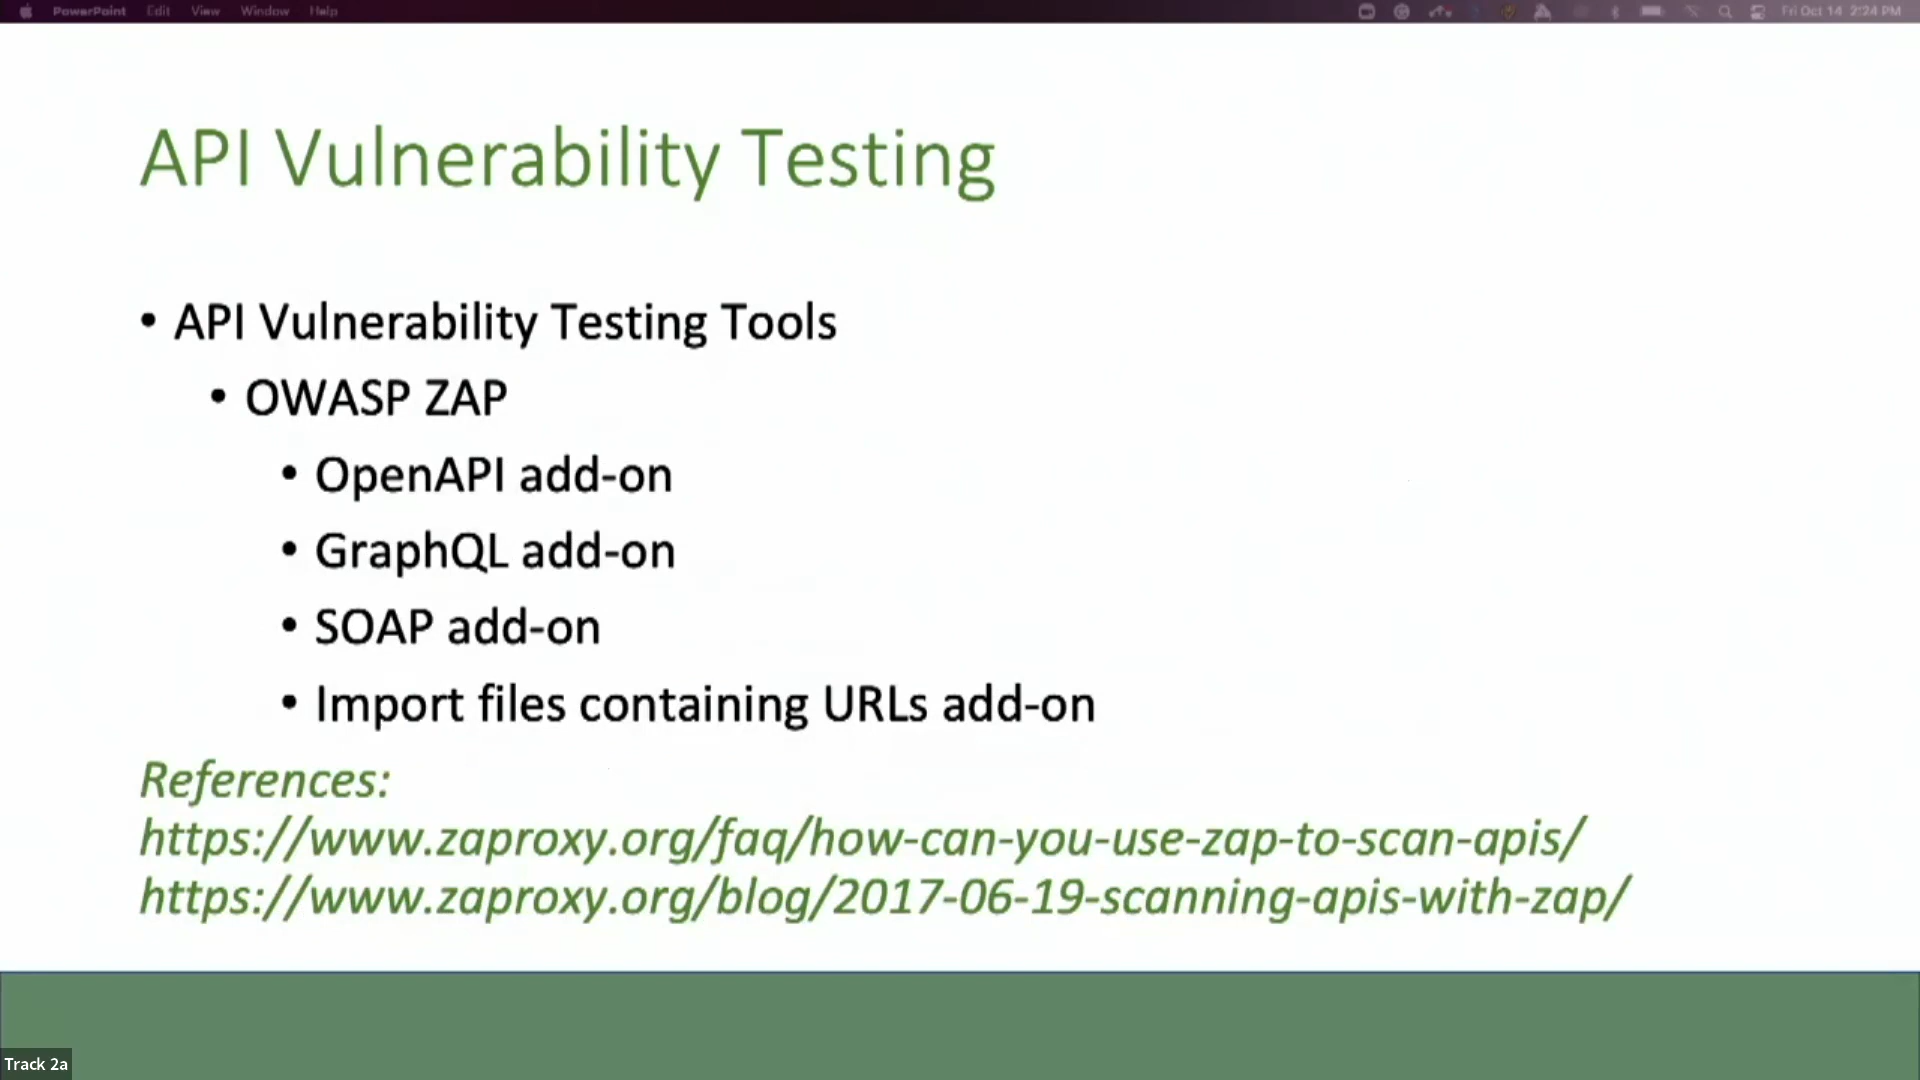 PowerPoint Edit View Window Help Fri Oct 14 2:24 PM
API Vulnerability Testing
• API Vulnerability Testing Tools
• OWASP ZAP
• OpenAPI add-on
• GraphQL add-on
• SOAP add-on
• Import files containing URLs add-on
References:
https://www.zaproxy.org/faq/how-can-you-use-zap-to-scan-apis/
https://www.zaproxy.org/blog/2017-06-19-scanning-apis-with-zap/
Track 2a